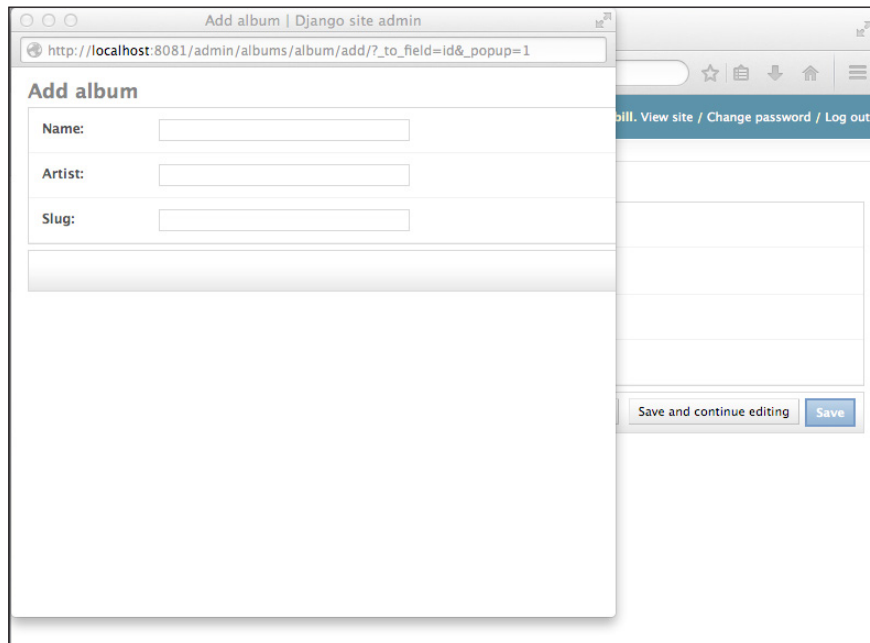 Add album | Django site admin
http://localhost:8081/admin/albums/album/add/?_to_field=id&_popup=1
Add album
Name:
Artist:
Slug:
bill. View site / Change password / Log out
Save and continue editing
Save